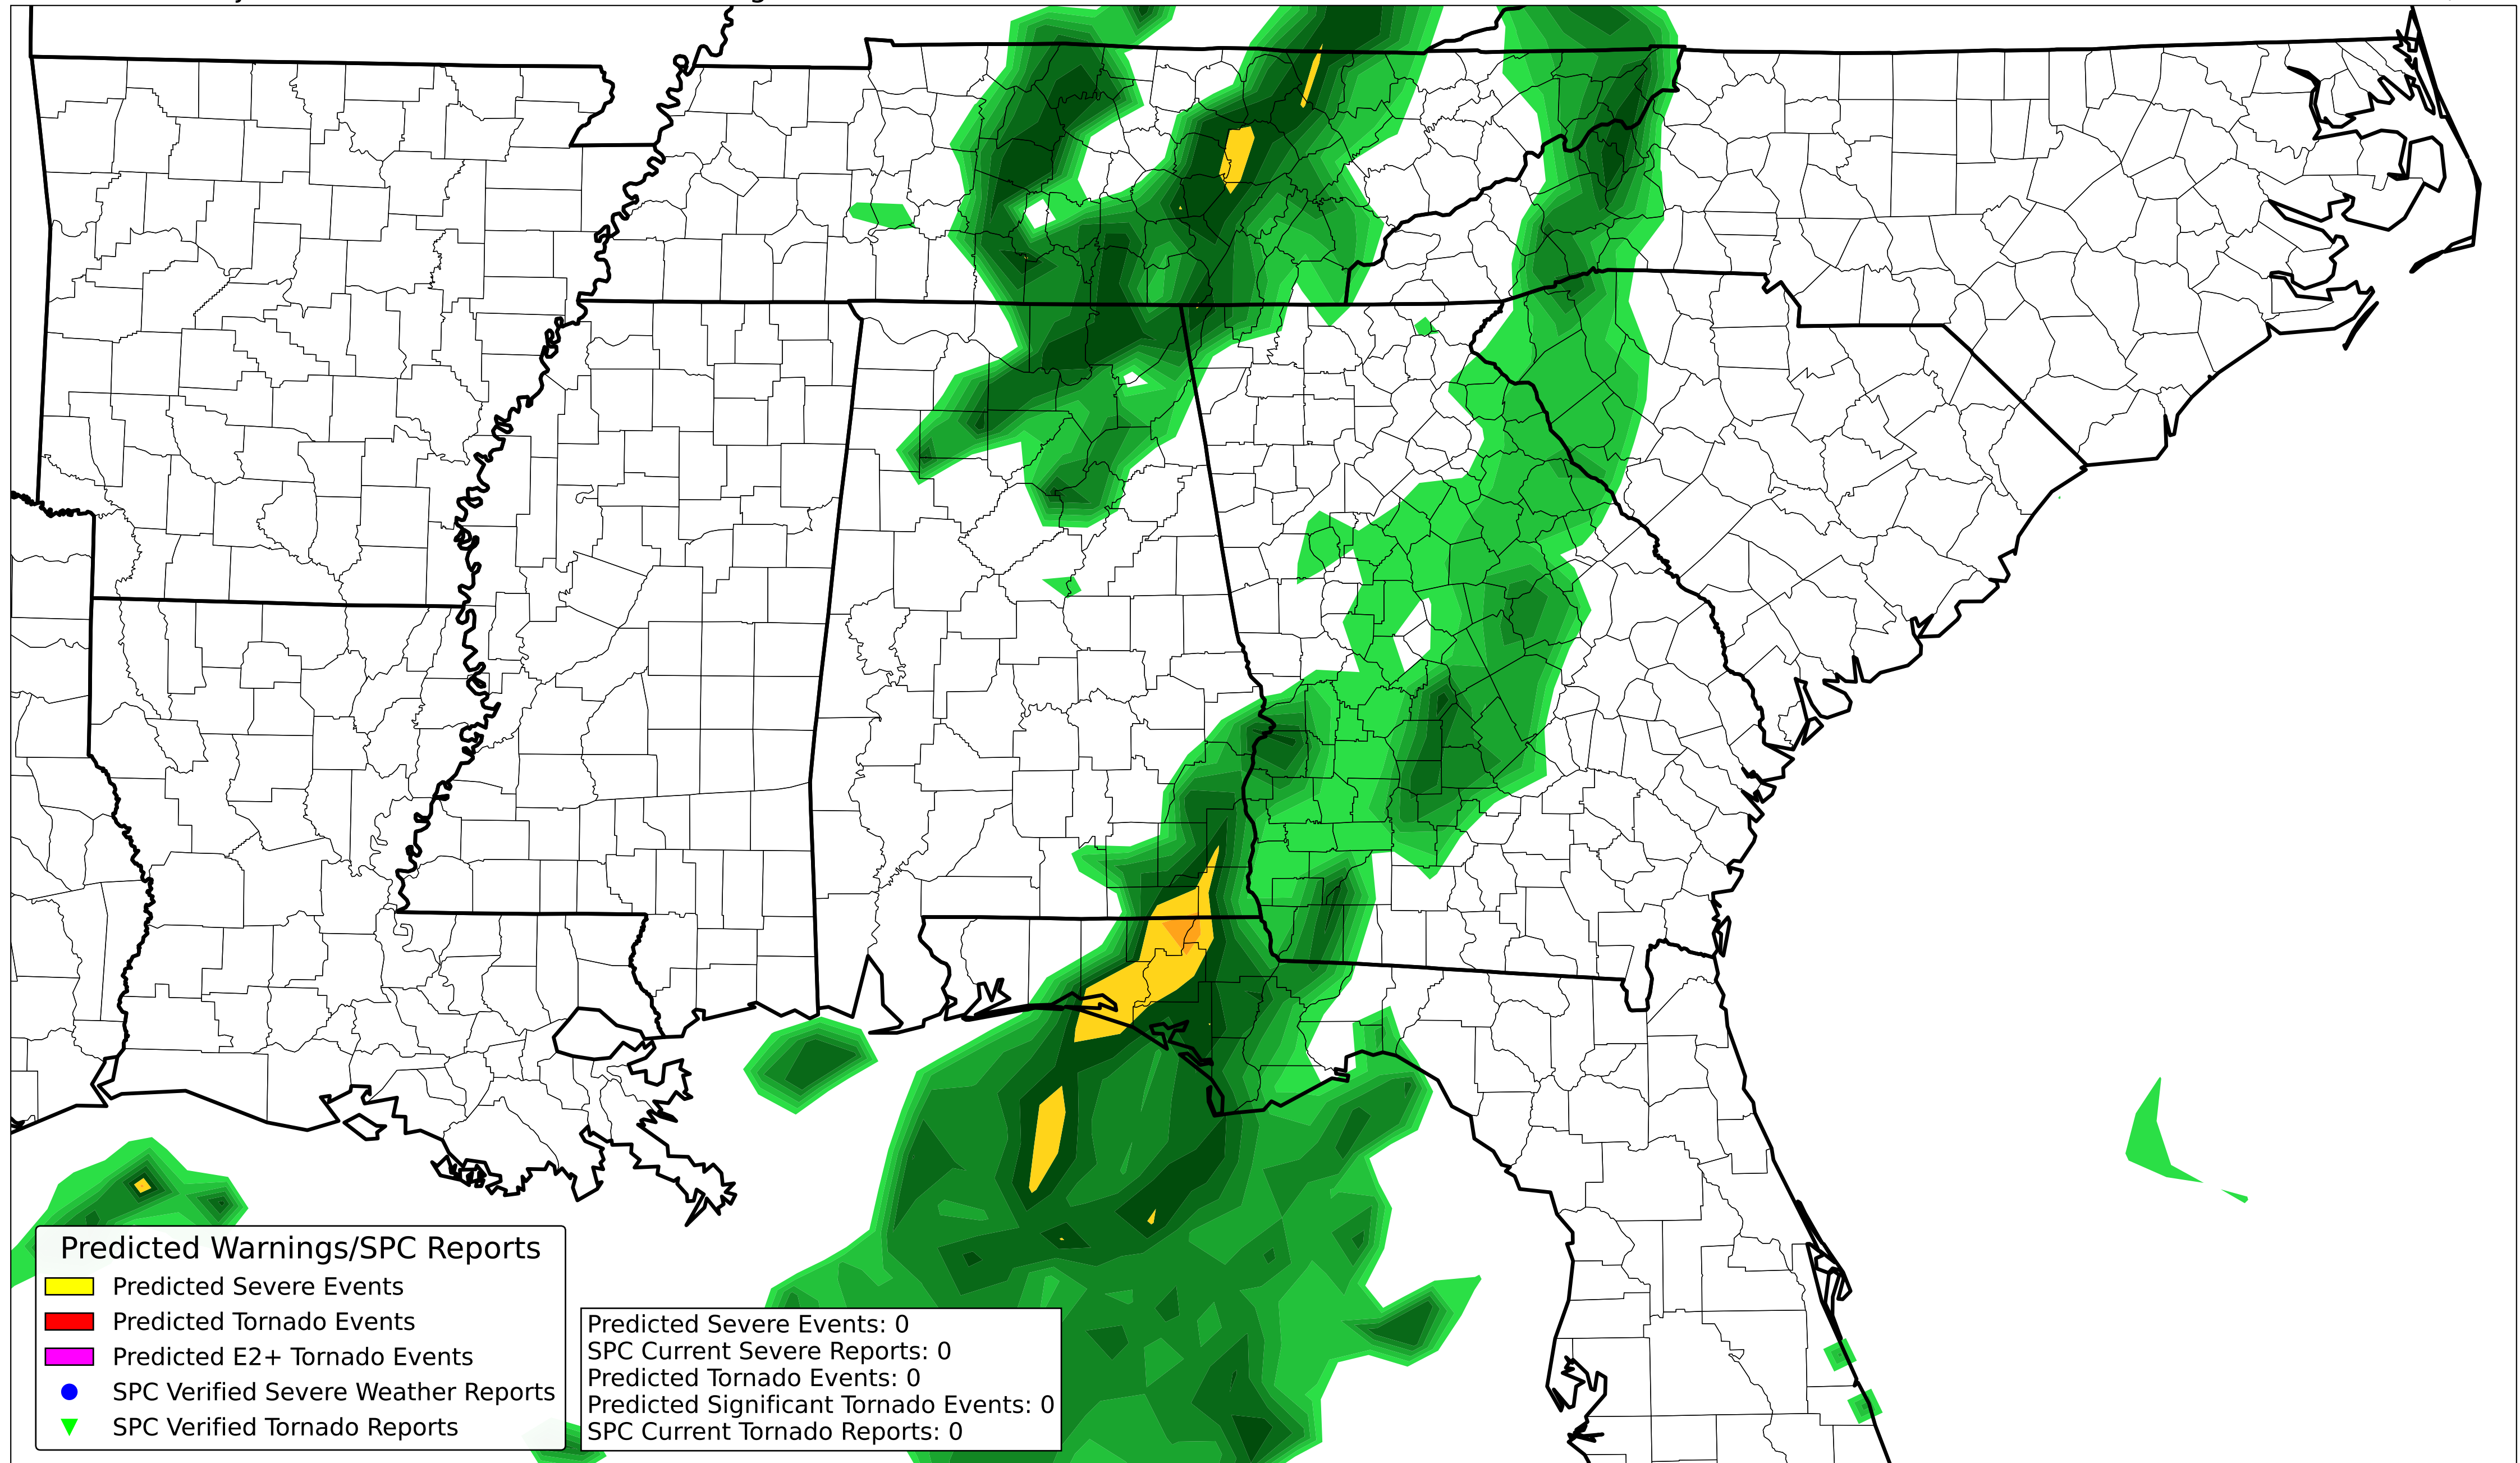 Predicted Warnings/SPC Reports
Predicted Severe Events
Predicted Tornado Events
Predicted E2+ Tornado Events
SPC Verified Severe Weather Reports
SPC Verified Tornado Reports
Predicted Severe Events: 0
SPC Current Severe Reports: 0
Predicted Tornado Events: 0
Predicted Significant Tornado Events: 0
SPC Current Tornado Reports: 0